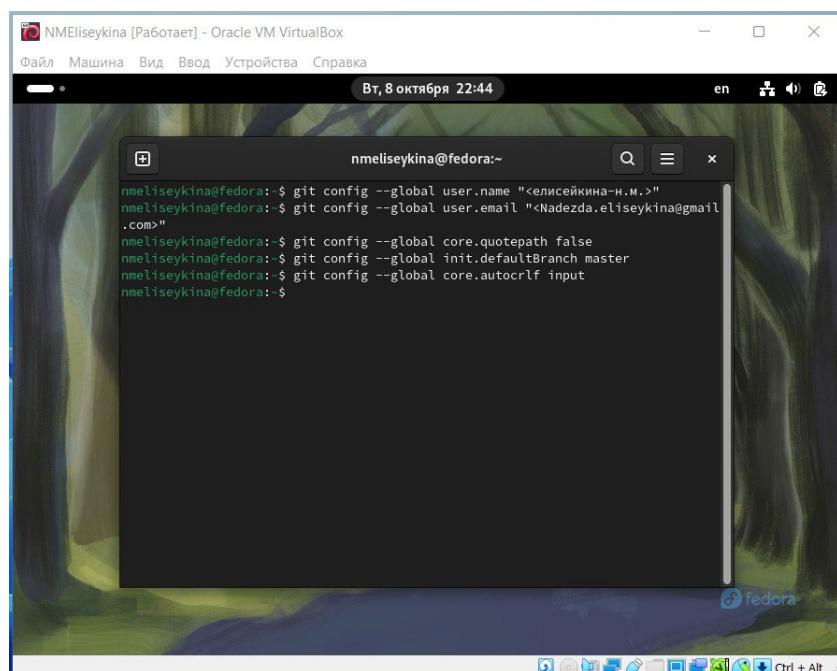 NMEliseykina [Работает] - Oracle VM VirtualBox
Файл Машина Вид Ввод Устройства Справка
Вт, 8 октября 22:44 en
nmeliseykina@fedora:~
nmeliseykina@fedora:~$ git config --global user.name "<елисейкина-н.м.>"
nmeliseykina@fedora:~$ git config --global user.email "<Nadezda.eliseykina@gmail
.com>"
nmeliseykina@fedora:~$ git config --global core.quotepath false
nmeliseykina@fedora:~$ git config --global init.defaultBranch master
nmeliseykina@fedora:~$ git config --global core.autocrlf input
nmeliseykina@fedora:~$
fedora
Ctrl + Alt